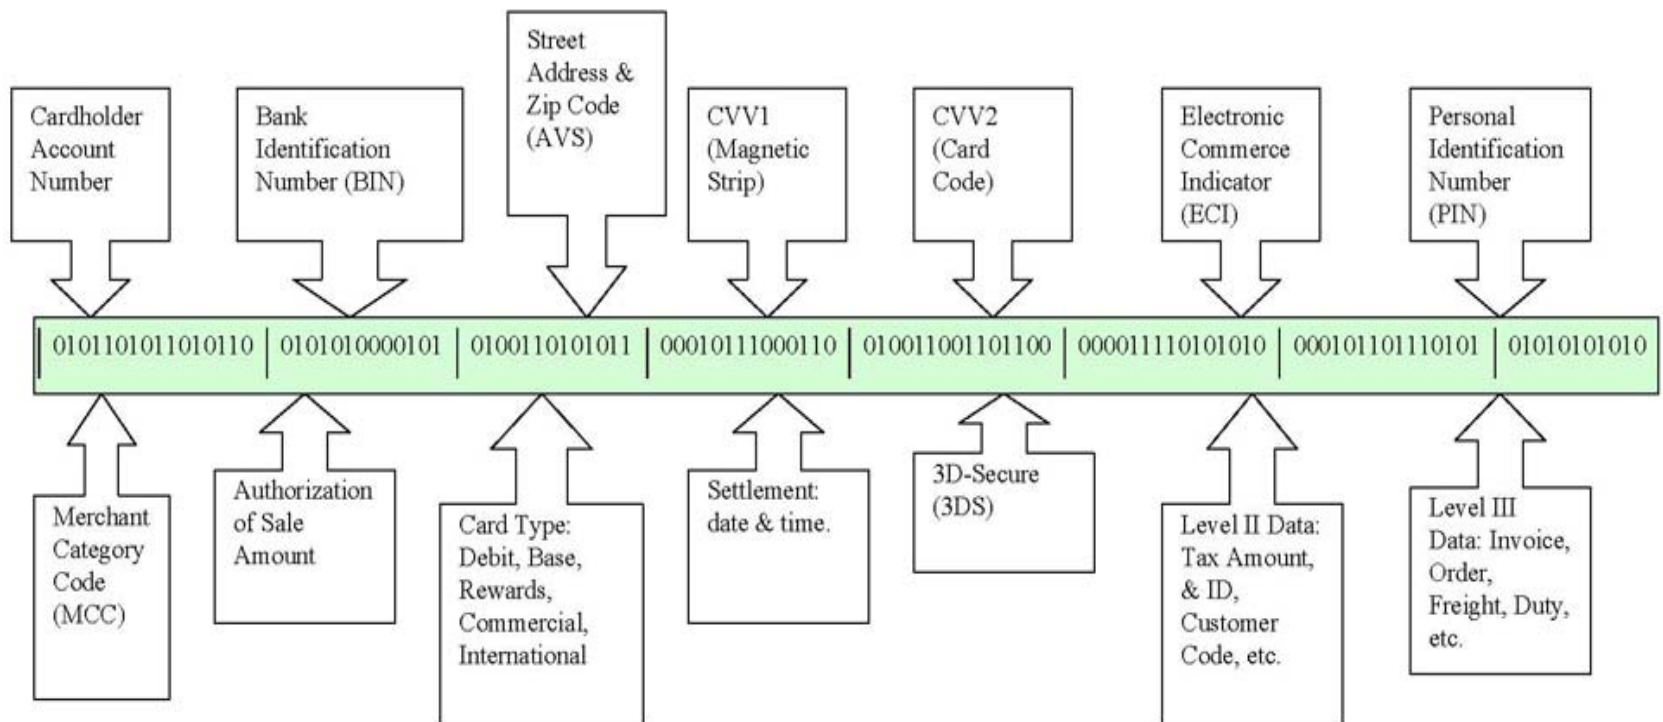 Cardholder
Account
Number
Bank
Identification
Number (BIN)
Street
Address &
Zip Code
(AVS)
CVV1
(Magnetic
Strip)
CVV2
(Card
Code)
Electronic
Commerce
Indicator
(ECI)
Personal
Identification
Number
(PIN)
0101101011010110 0101010000101 0100110101011 00010111000110 010011001101100 000011110101010 000101101110101 01010101010
Merchant
Category
Code
(MCC)
Authorization
of Sale
Amount
Card Type:
Debit, Base,
Rewards,
Commercial,
International
Settlement:
date & time.
3D-Secure
(3DS)
Level II Data:
Tax Amount,
& ID,
Customer
Code, etc.
Level III
Data: Invoice,
Order,
Freight, Duty,
etc.